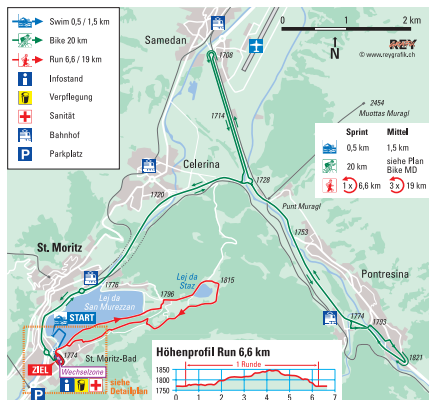 Swim 0,5 / 1,5 km
Bike 20 km
Run 6,6 / 19 km
Infostand
Verpflegung
Sanität
Bahnhof
P Parkplatz
0 1 2 km
N
REY
© www.reygrafik.ch
Samedan
1708
1714
2454
Muottas Muragl
Sprint Mittel
0,5 km 1,5 km
20 km siehe Plan
Bike MD
1 x 6,6 km 3 x 19 km
Celerina
1720
1728
Punt Muragl
1753
St. Moritz
Pontresina
1776
Lej da
Staz
1815
1796
Lej da
San Murezzan
START
1774
1793
1821
1774
St. Moritz-Bad
ZIEL
Wechselzone
siehe
Detailplan
P
Höhenprofil Run 6,6 km
1 Runde
1850
1800
1750
0 1 2 3 4 5 6 7